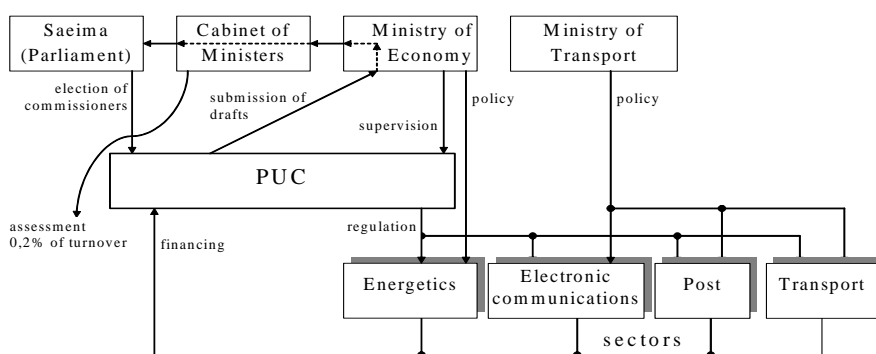 Saeima
(Parliament)
Cabinet of
Ministers
Ministry of
Economy
Ministry of
Transport
election of
commissioners
submission of
drafts
policy
policy
supervision
PUC
assessment
0,2% of turnover
financing
regulation
Energetics
Electronic
communications
Post
Transport
sectors